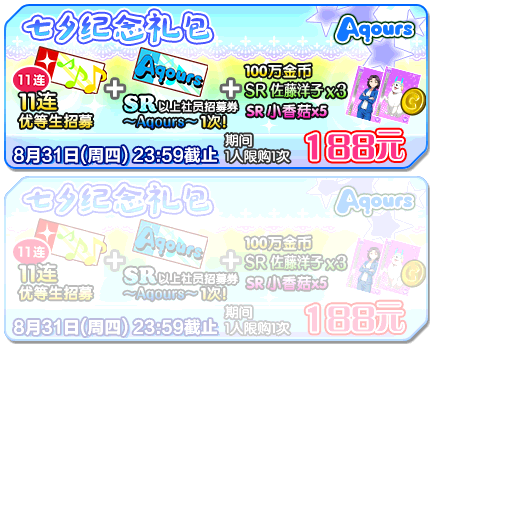 七夕纪念礼包
Aqours
11连
11连
优等生招募
+
Aqours
SR以上社员招募券
～Aqours～1次!
+
100万金币
SR 佐藤洋子 x3
SR 小香菇x5
8月31日(周四) 23:59截止
期间
1人限购1次
188元
七夕纪念礼包
Aqours
11连
11连
优等生招募
+
Aqours
SR以上社员招募券
～Aqours～1次!
+
100万金币
SR 佐藤洋子 x3
SR 小香菇x5
8月31日(周四) 23:59截止
期间
1人限购1次
188元